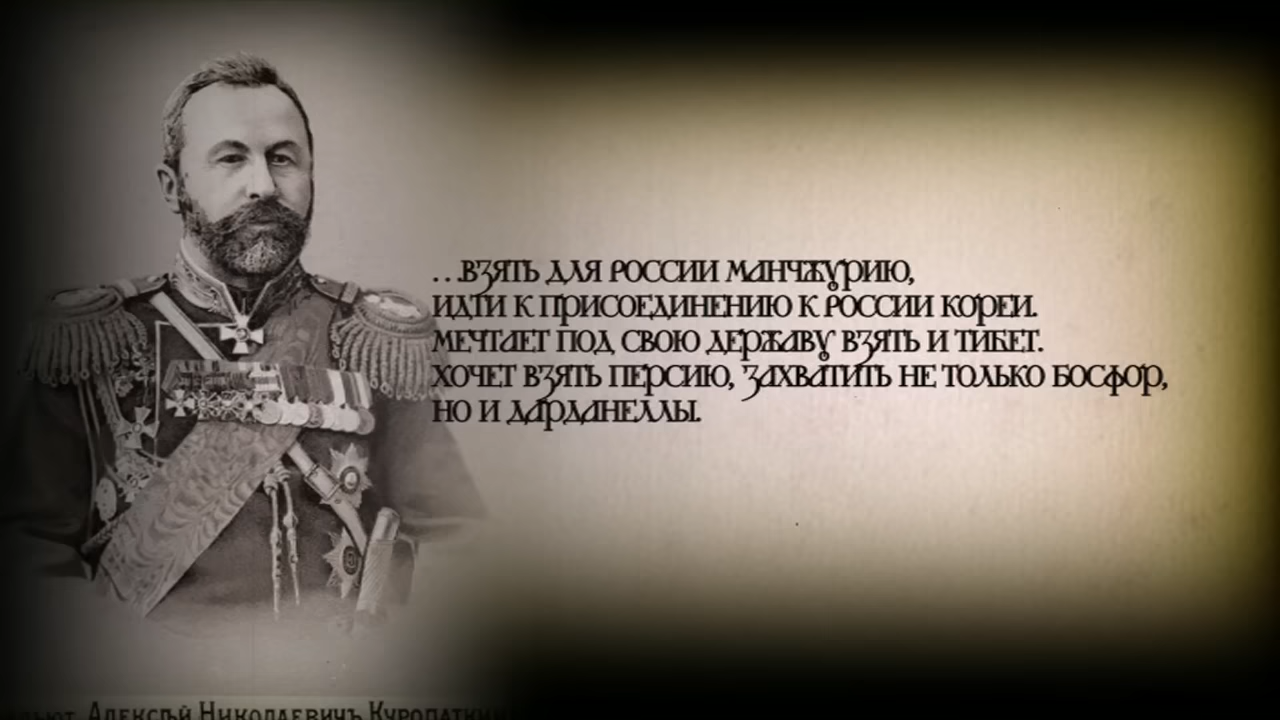 ...ВЗЯТЬ ДЛЯ РОССИИ МАНЧЖУРИЮ,
ИДТИ К ПРИСОЕДИНЕНИЮ К РОССИИ КОРЕИ.
МЕЧТАЕТ ПОД СВОЮ ДЕРЖАВУ ВЗЯТЬ И ТИБЕТ.
ХОЧЕТ ВЗЯТЬ ПЕРСИЮ, ЗАХВАТИТЬ НЕ ТОЛЬКО БОСФОР,
НО И ДАРДАНЕЛЛЫ.
Алексѣй Николаевичъ Куропаткин